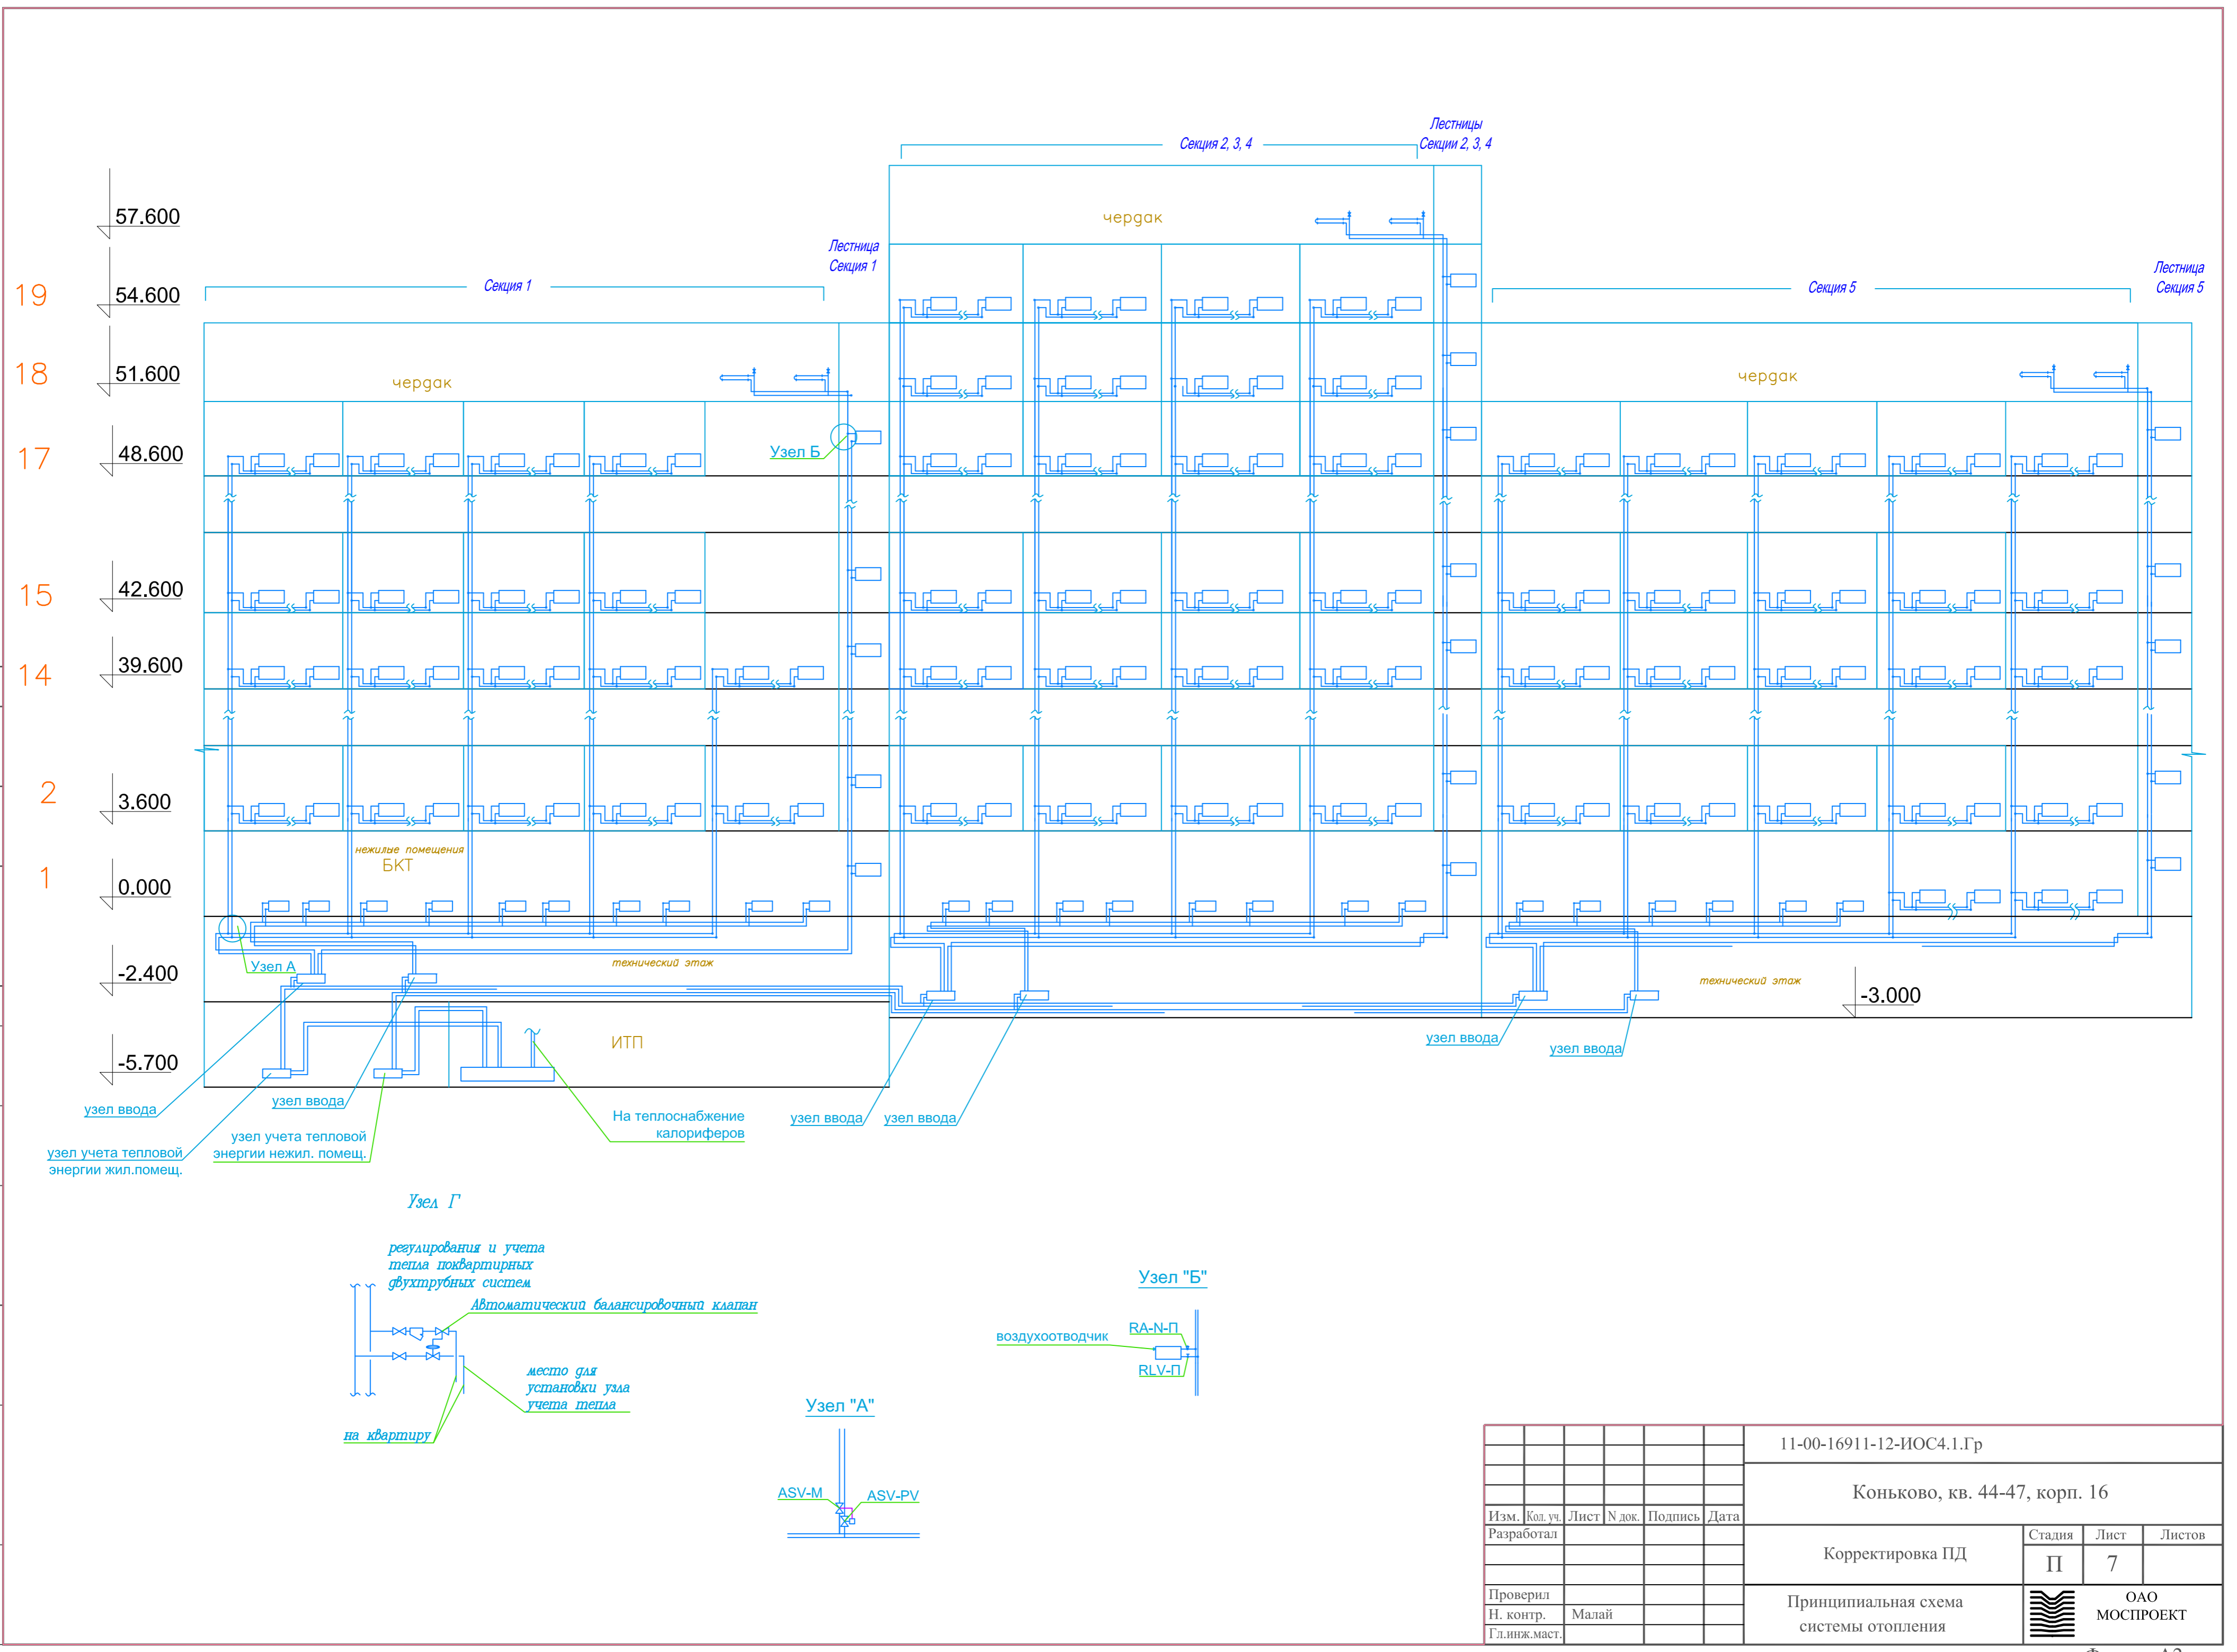 Лестницы
Секция 2, 3, 4
Секции 2, 3, 4
57.600
чердак
Лестница
Секция 1
Лестница
Секция 5
19
54.600
Секция 1
Секция 5
18
51.600
чердак
чердак
17
48.600
Узел Б
15
42.600
14
39.600
2
3.600
нежилые помещения
БКТ
1
0.000
Узел А
технический этаж
-2.400
технический этаж
-3.000
ИТП
-5.700
узел ввода
узел ввода
узел ввода
узел ввода
узел ввода
узел ввода
На теплоснабжение
калориферов
узел учета тепловой
энергии нежил. помещ.
узел учета тепловой
энергии жил.помещ.
Узел Г
регулирования и учета
тепла поквартирных
двухтрубных систем
Автоматический балансировочный клапан
место для
установки узла
учета тепла
на квартиру
Узел "Б"
воздухоотводчик
RA-N-П
RLV-П
Узел "А"
ASV-M
ASV-PV
11-00-16911-12-ИОС4.1.Гр
Коньково, кв. 44-47, корп. 16
Изм. Кол. уч. Лист N док. Подпись Дата
Разработал
Корректировка ПД
Стадия Лист Листов
П 7
Проверил
Н. контр. Малай
Гл.инж.маст.
Принципиальная схема
системы отопления
ОАО
МОСПРОЕКТ